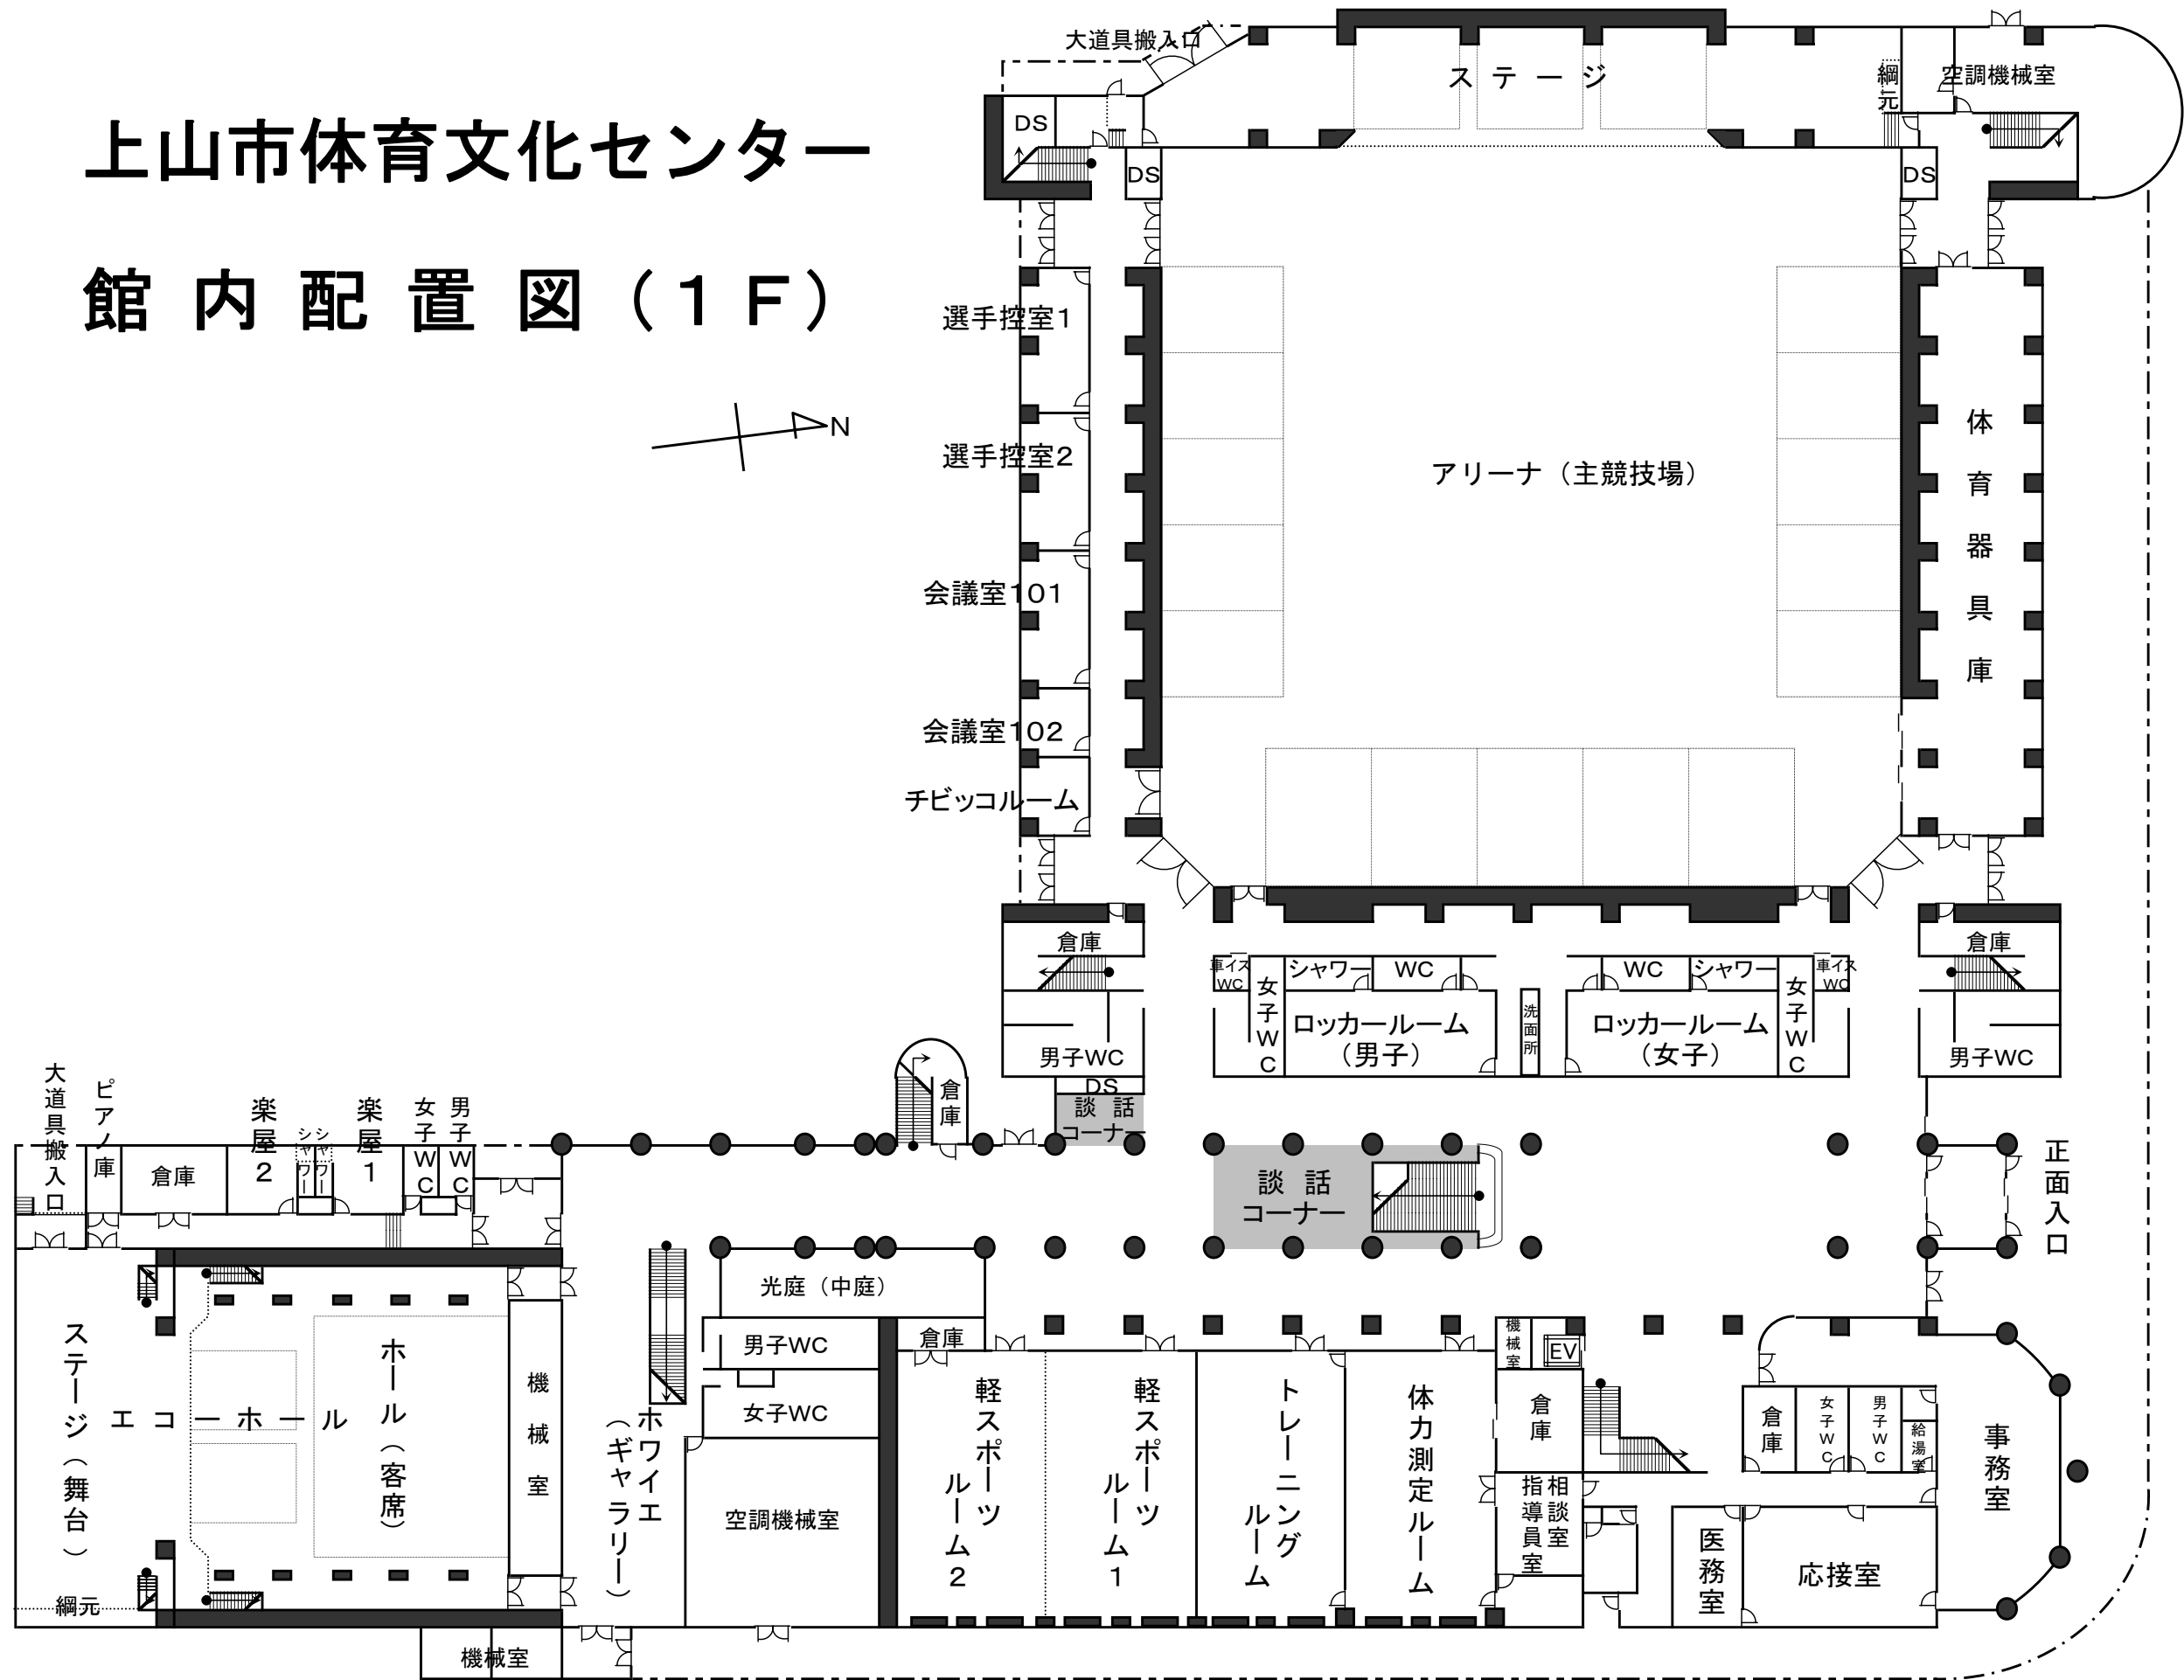 上山市体育文化センター
館内配置図(1F)
N
大道具搬入口
ステージ
綱元
空調機械室
DS
DS
DS
選手控室1
選手控室2
会議室101
会議室102
チビッコルーム
アリーナ(主競技場)
体育器具庫
倉庫
男子WC
DS
談話コーナー
車イスWC
女子WC
シャワー
WC
ロッカールーム(男子)
洗面所
WC
シャワー
ロッカールーム(女子)
女子WC
車イスWC
倉庫
男子WC
大道具搬入口
ピアノ庫
倉庫
楽屋2
シャワー
シャワー
楽屋1
女子WC
男子WC
倉庫
談話コーナー
正面入口
ステージ(舞台)
エコーホール
ホール(客席)
機械室
綱元
機械室
ホワイエ(ギャラリー)
光庭(中庭)
男子WC
女子WC
空調機械室
倉庫
軽スポーツルーム2
軽スポーツルーム1
トレーニングルーム
体力測定ルーム
機械室
EV
倉庫
相談室
指導員室
医務室
倉庫
女子WC
男子WC
給湯室
応接室
事務室